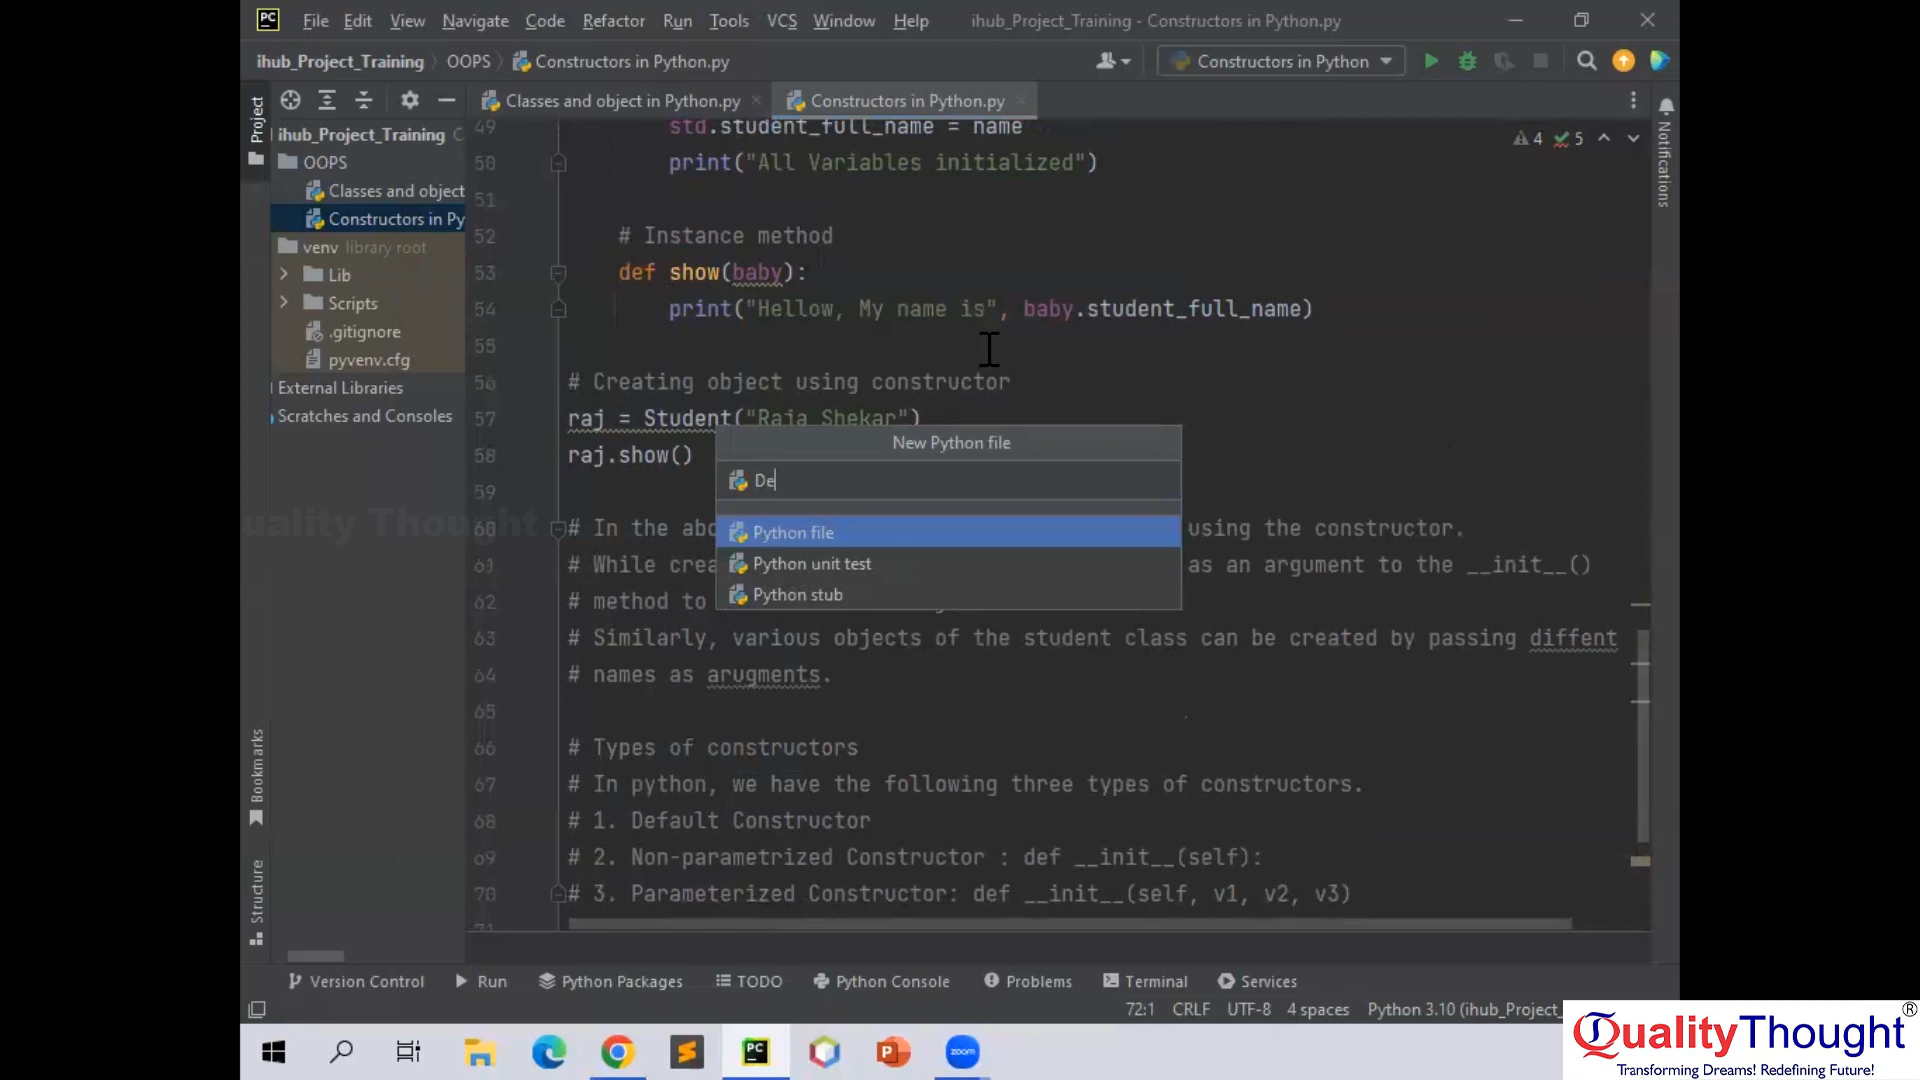 PC File Edit View Navigate Code Refactor Run Tools VCS Window Help ihub_Project_Training - Constructors in Python.py
ihub_Project_Training OOPS Constructors in Python.py Constructors in Python
Project
Classes and object in Python.py Constructors in Python.py
ihub_Project_Training C
OOPS
Classes and object
Constructors in Py
venv library root
Lib
Scripts
.gitignore
pyvenv.cfg
External Libraries
Scratches and Consoles
Bookmarks
Structure
4 5
Notifications
49 std.student_full_name = name
50 print("All Variables initialized")
51
52 # Instance method
53 def show(baby):
54 print("Hellow, My name is", baby.student_full_name)
55
56 # Creating object using constructor
57 raj = Student("Raja Shekar")
58 raj.show()
59
60 # In the abo using the constructor.
61 # While crea as an argument to the __init__()
62 # method to
63 # Similarly, various objects of the student class can be created by passing diffent
64 # names as arugments.
65
66 # Types of constructors
67 # In python, we have the following three types of constructors.
68 # 1. Default Constructor
69 # 2. Non-parametrized Constructor : def __init__(self):
70 # 3. Parameterized Constructor: def __init__(self, v1, v2, v3)
71
New Python file
De
Python file
Python unit test
Python stub
uality Thought
Version Control Run Python Packages TODO Python Console Problems Terminal Services
72:1 CRLF UTF-8 4 spaces Python 3.10 (ihub_Project_
PC
zoom
QualityThought ®
Transforming Dreams! Redefining Future!